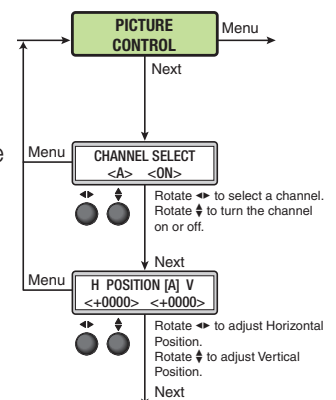 PICTURE
CONTROL
Menu
Next
e
Menu
CHANNEL SELECT
<A> <ON>
Rotate ◂▸ to select a channel.
Rotate ▴▾ to turn the channel
on or off.
Next
Menu
H POSITION [A] V
<+0000> <+0000>
Rotate ◂▸ to adjust Horizontal
Position.
Rotate ▴▾ to adjust Vertical
Position.
Next